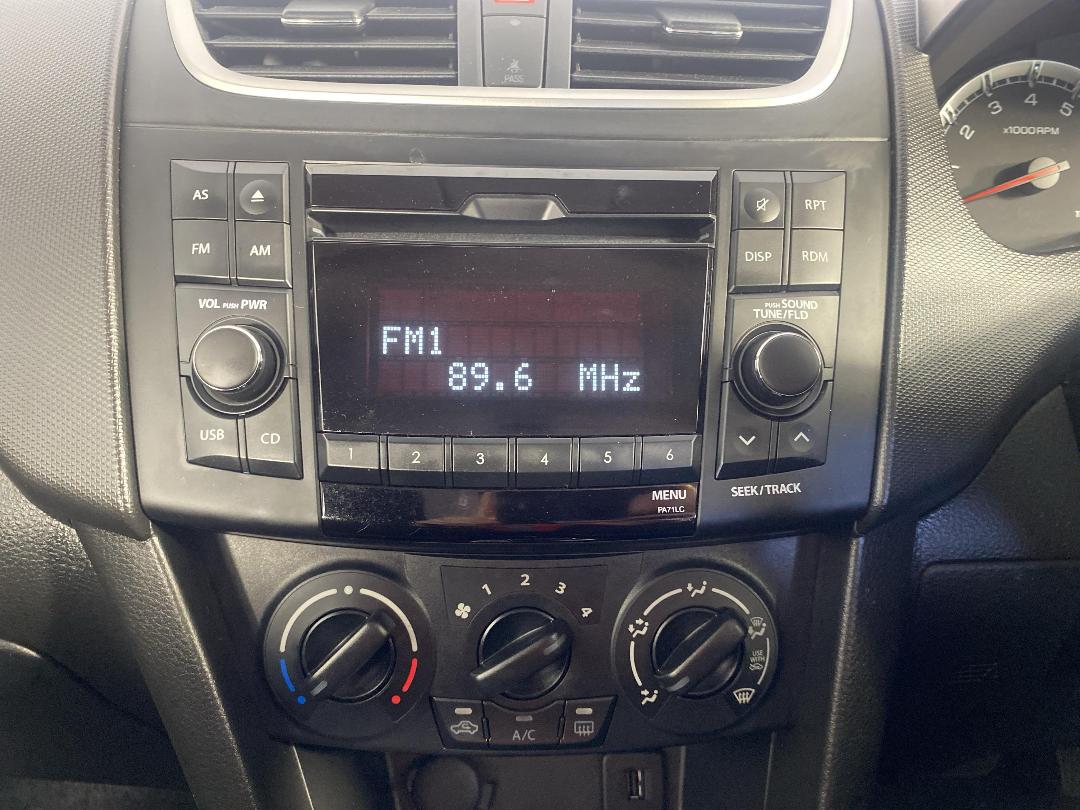 PASS
2 3 4 5
x1000RPM
AS
RPT
FM
AM
DISP
RDM
VOL PUSH PWR
PUSH SOUND
TUNE/FLD
FM1
89.6 MHz
USB
CD
1 2 3 4 5 6
SEEK/TRACK
MENU
PA71LC
1 2 3 4
USE
WITH
A/C